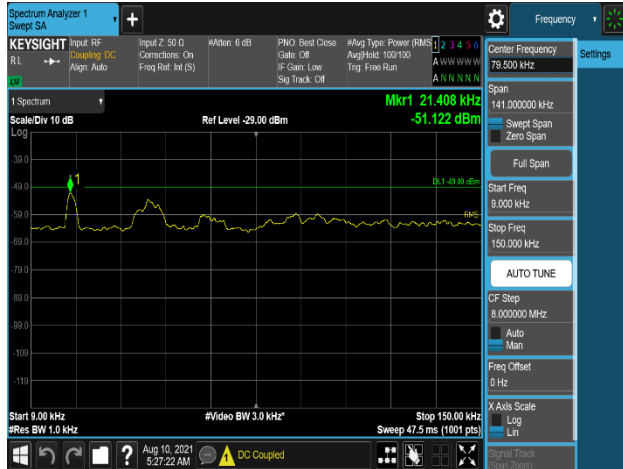 Spectrum Analyzer 1
Swept SA
+
Frequency
KEYSIGHT
Input: RF
Input Z: 50 Ω
#Atten: 6 dB
PNO: Best Close
#Avg Type: Power (RMS
1 2 3 4 5 6
RL
Coupling: DC
Corrections: On
Gate: Off
Avg|Hold: 100/100
A W W W W W
Align: Auto
Freq Ref: Int (S)
IF Gain: Low
Trig: Free Run
Sig Track: Off
A N N N N N
1 Spectrum
Mkr1 21.408 kHz
Scale/Div 10 dB
Ref Level -29.00 dBm
-51.122 dBm
Log
-39.0
1
-49.0
DL1 -49.00 dBm
-59.0
RMS
-69.0
-79.0
-89.0
-99.0
-109
-119
Start 9.00 kHz
#Video BW 3.0 kHz*
Stop 150.00 kHz
#Res BW 1.0 kHz
Sweep 47.5 ms (1001 pts)
?
Aug 10, 2021
5:27:22 AM
1
DC Coupled
Center Frequency
79.500 kHz
Settings
Span
141.000000 kHz
Swept Span
Zero Span
Full Span
Start Freq
9.000 kHz
Stop Freq
150.000 kHz
AUTO TUNE
CF Step
8.000000 MHz
Auto
Man
Freq Offset
0 Hz
X Axis Scale
Log
Lin
Signal Track
(Span Zoom)